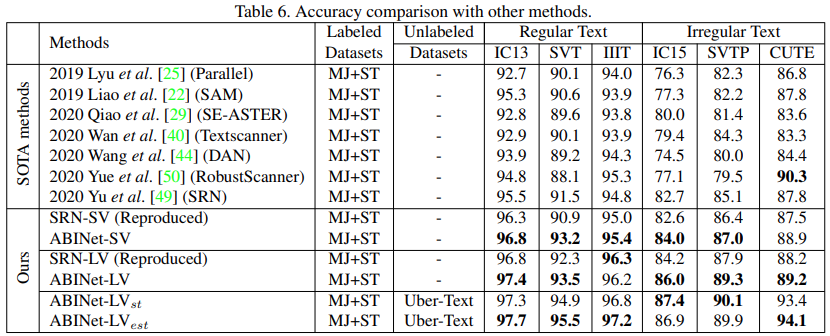 Table 6. Accuracy comparison with other methods.
Methods Labeled Datasets Unlabeled Datasets Regular Text Irregular Text
IC13 SVT IIIT IC15 SVTP CUTE
SOTA methods
2019 Lyu et al. [25] (Parallel) MJ+ST - 92.7 90.1 94.0 76.3 82.3 86.8
2019 Liao et al. [22] (SAM) MJ+ST - 95.3 90.6 93.9 77.3 82.2 87.8
2020 Qiao et al. [29] (SE-ASTER) MJ+ST - 92.8 89.6 93.8 80.0 81.4 83.6
2020 Wan et al. [40] (Textscanner) MJ+ST - 92.9 90.1 93.9 79.4 84.3 83.3
2020 Wang et al. [44] (DAN) MJ+ST - 93.9 89.2 94.3 74.5 80.0 84.4
2020 Yue et al. [50] (RobustScanner) MJ+ST - 94.8 88.1 95.3 77.1 79.5 90.3
2020 Yu et al. [49] (SRN) MJ+ST - 95.5 91.5 94.8 82.7 85.1 87.8
Ours
SRN-SV (Reproduced) MJ+ST - 96.3 90.9 95.0 82.6 86.4 87.5
ABINet-SV MJ+ST - 96.8 93.2 95.4 84.0 87.0 88.9
SRN-LV (Reproduced) MJ+ST - 96.8 92.3 96.3 84.2 87.9 88.2
ABINet-LV MJ+ST - 97.4 93.5 96.2 86.0 89.3 89.2
ABINet-LVst MJ+ST Uber-Text 97.3 94.9 96.8 87.4 90.1 93.4
ABINet-LVest MJ+ST Uber-Text 97.7 95.5 97.2 86.9 89.9 94.1